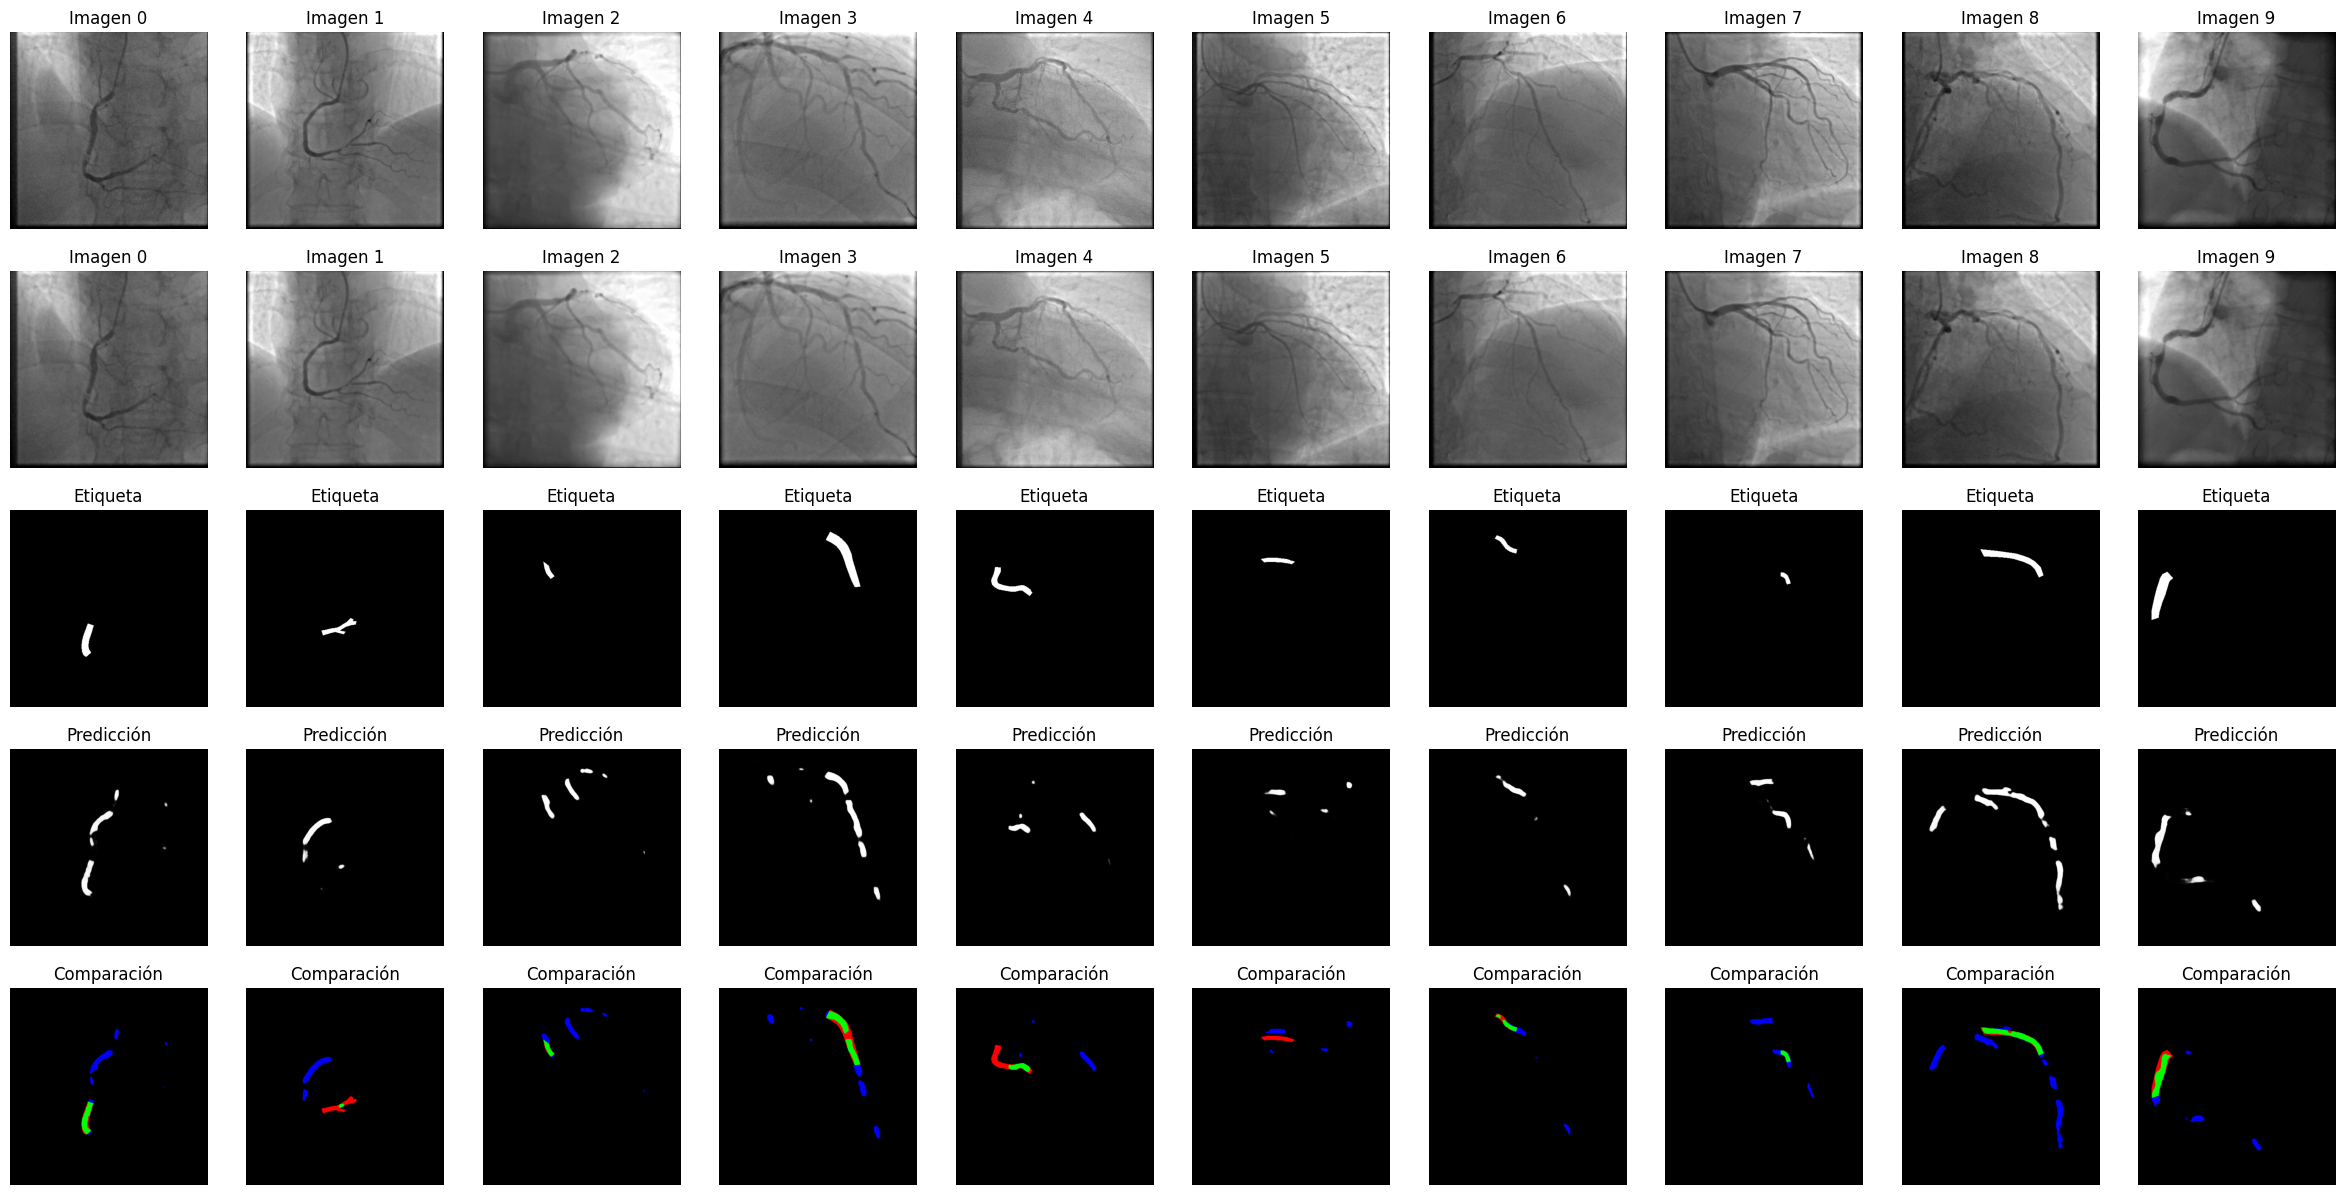 Imagen 0 Imagen 1 Imagen 2 Imagen 3 Imagen 4 Imagen 5 Imagen 6 Imagen 7 Imagen 8 Imagen 9
Imagen 0 Imagen 1 Imagen 2 Imagen 3 Imagen 4 Imagen 5 Imagen 6 Imagen 7 Imagen 8 Imagen 9
Etiqueta Etiqueta Etiqueta Etiqueta Etiqueta Etiqueta Etiqueta Etiqueta Etiqueta Etiqueta
Predicción Predicción Predicción Predicción Predicción Predicción Predicción Predicción Predicción Predicción
Comparación Comparación Comparación Comparación Comparación Comparación Comparación Comparación Comparación Comparación